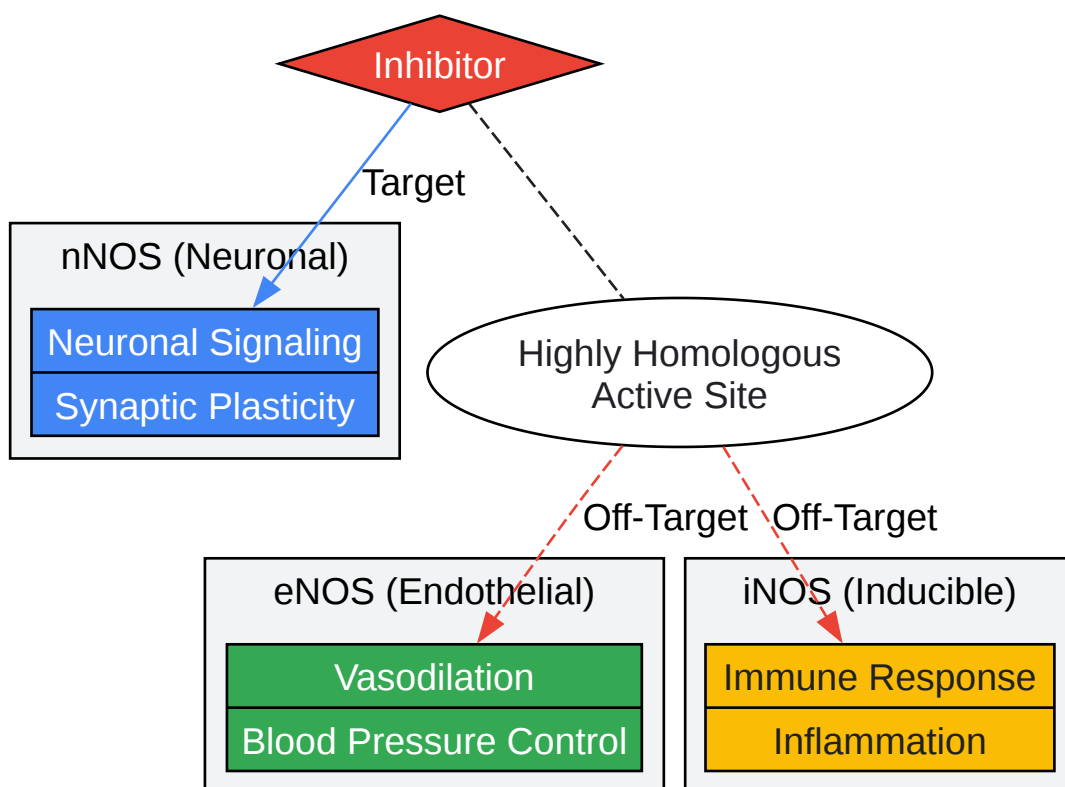 Inhibitor
Target
nNOS (Neuronal)
Neuronal Signaling
Synaptic Plasticity
Highly Homologous
Active Site
Off-Target
Off-Target
eNOS (Endothelial)
Vasodilation
Blood Pressure Control
iNOS (Inducible)
Immune Response
Inflammation